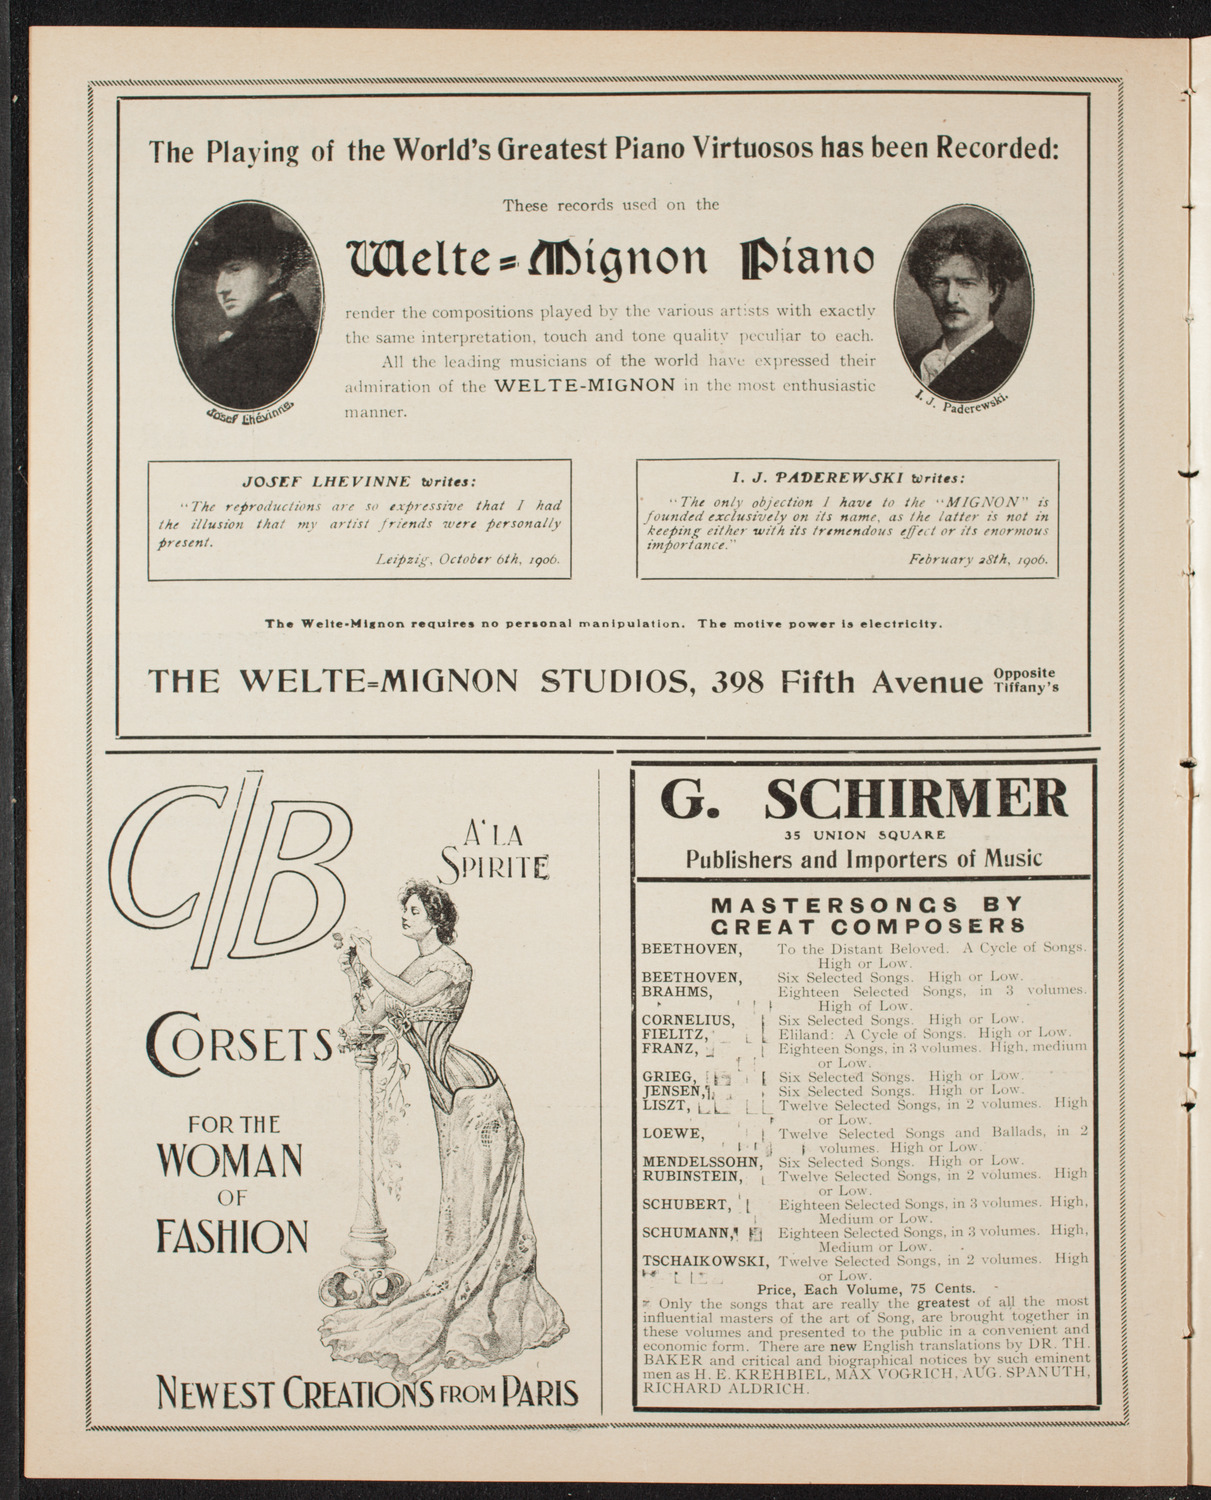 The Playing of the World's Greatest Piano Virtuosos has been Recorded:
These records used on the
Welte=Mignon Piano
render the compositions played by the various artists with exactly
the same interpretation, touch and tone quality peculiar to each.
All the leading musicians of the world have expressed their
admiration of the WELTE-MIGNON in the most enthusiastic
manner.
Josef Lhévinne.
I. J. Paderewski.
JOSEF LHEVINNE writes:
"The reproductions are so expressive that I had
the illusion that my artist friends were personally
present.
Leipzig, October 6th, 1906.
I. J. PADEREWSKI writes:
"The only objection I have to the "MIGNON" is
founded exclusively on its name, as the latter is not in
keeping either with its tremendous effect or its enormous
importance."
February 28th, 1906.
The Welte-Mignon requires no personal manipulation. The motive power is electricity.
THE WELTE=MIGNON STUDIOS, 398 Fifth Avenue Opposite
Tiffany's
C/B
A' LA
SPIRITE
CORSETS
FOR THE
WOMAN
OF
FASHION
NEWEST CREATIONS FROM PARIS
G. SCHIRMER
35 UNION SQUARE
Publishers and Importers of Music
MASTERSONGS BY
GREAT COMPOSERS
BEETHOVEN, To the Distant Beloved. A Cycle of Songs.
High or Low.
BEETHOVEN, Six Selected Songs. High or Low.
BRAHMS, Eighteen Selected Songs, in 3 volumes.
High of Low.
CORNELIUS, Six Selected Songs. High or Low.
FIELITZ, Eliland: A Cycle of Songs. High or Low.
FRANZ, Eighteen Songs, in 3 volumes. High, medium
or Low.
GRIEG, Six Selected Songs. High or Low.
JENSEN, Six Selected Songs. High or Low.
LISZT, Twelve Selected Songs, in 2 volumes. High
or Low.
LOEWE, Twelve Selected Songs and Ballads, in 2
volumes. High or Low.
MENDELSSOHN, Six Selected Songs. High or Low.
RUBINSTEIN, Twelve Selected Songs, in 2 volumes. High
or Low.
SCHUBERT, Eighteen Selected Songs, in 3 volumes. High,
Medium or Low.
SCHUMANN, Eighteen Selected Songs, in 3 volumes. High,
Medium or Low.
TSCHAIKOWSKI, Twelve Selected Songs, in 2 volumes. High
or Low.
Price, Each Volume, 75 Cents.
Only the songs that are really the greatest of all the most
influential masters of the art of Song, are brought together in
these volumes and presented to the public in a convenient and
economic form. There are new English translations by DR. TH.
BAKER and critical and biographical notices by such eminent
men as H. E. KREHBIEL, MAX VOGRICH, AUG. SPANUTH,
RICHARD ALDRICH.